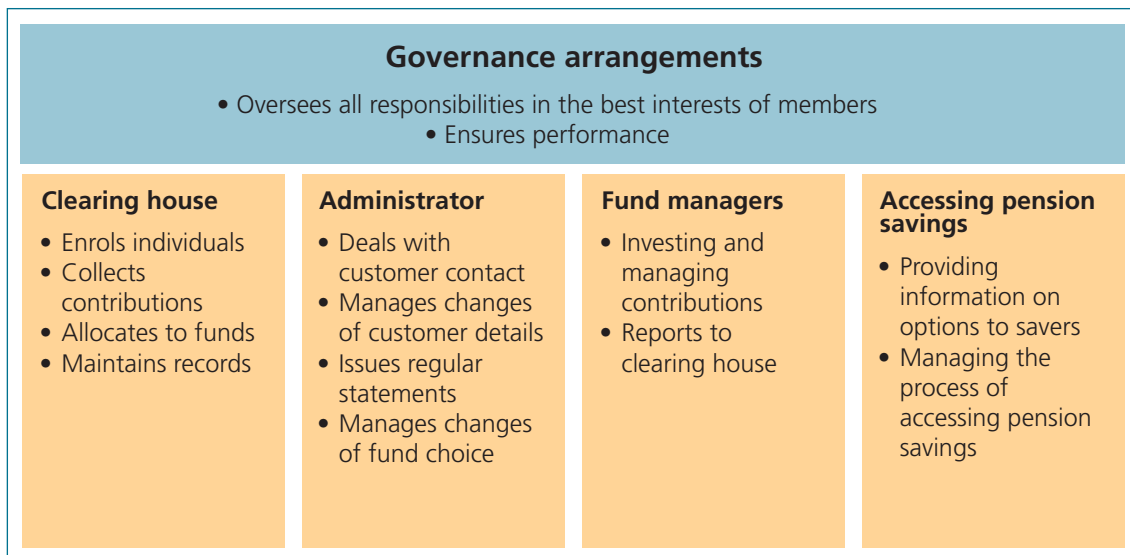 Governance arrangements
• Oversees all responsibilities in the best interests of members
• Ensures performance
Clearing house
• Enrols individuals
• Collects
contributions
• Allocates to funds
• Maintains records
Administrator
• Deals with
customer contact
• Manages changes
of customer details
• Issues regular
statements
• Manages changes
of fund choice
Fund managers
• Investing and
managing
contributions
• Reports to
clearing house
Accessing pension
savings
• Providing
information on
options to savers
• Managing the
process of
accessing pension
savings